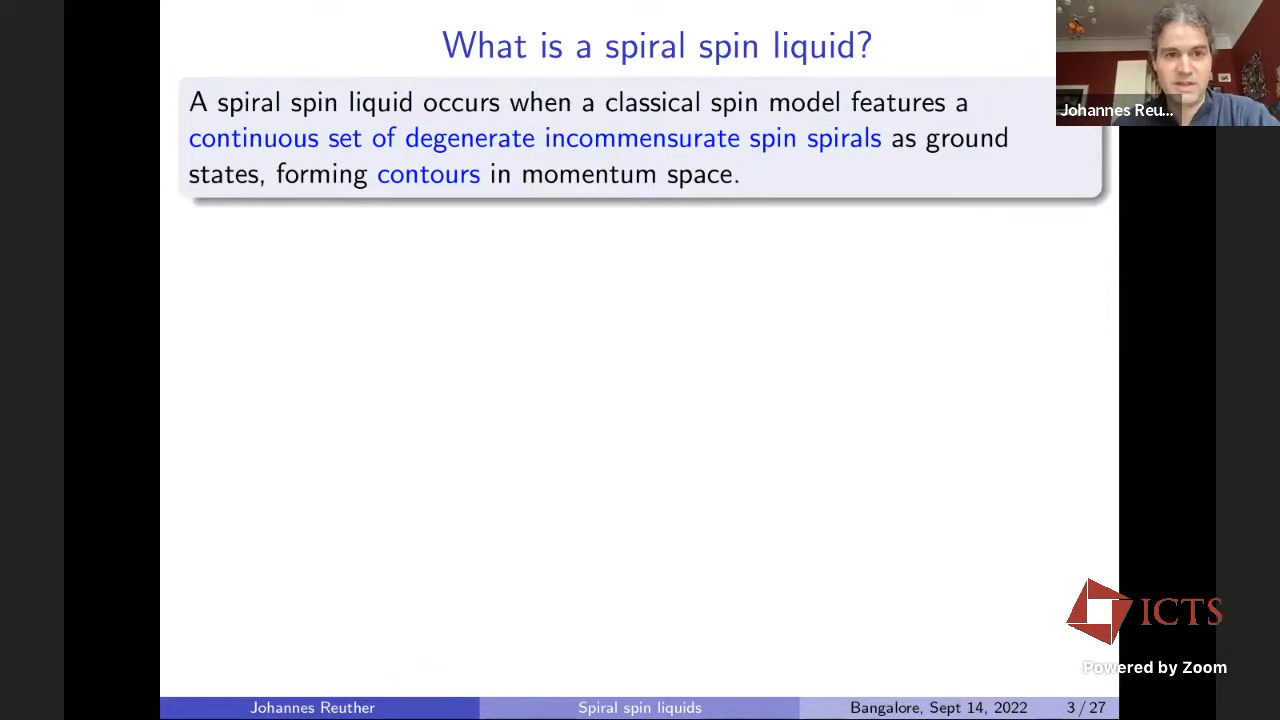 What is a spiral spin liquid?
A spiral spin liquid occurs when a classical spin model features a
continuous set of degenerate incommensurate spin spirals as ground
states, forming contours in momentum space.
Johannes Reu...
ICTS
Powered by Zoom
Johannes Reuther
Spiral spin liquids
Bangalore, Sept 14, 2022
3 / 27